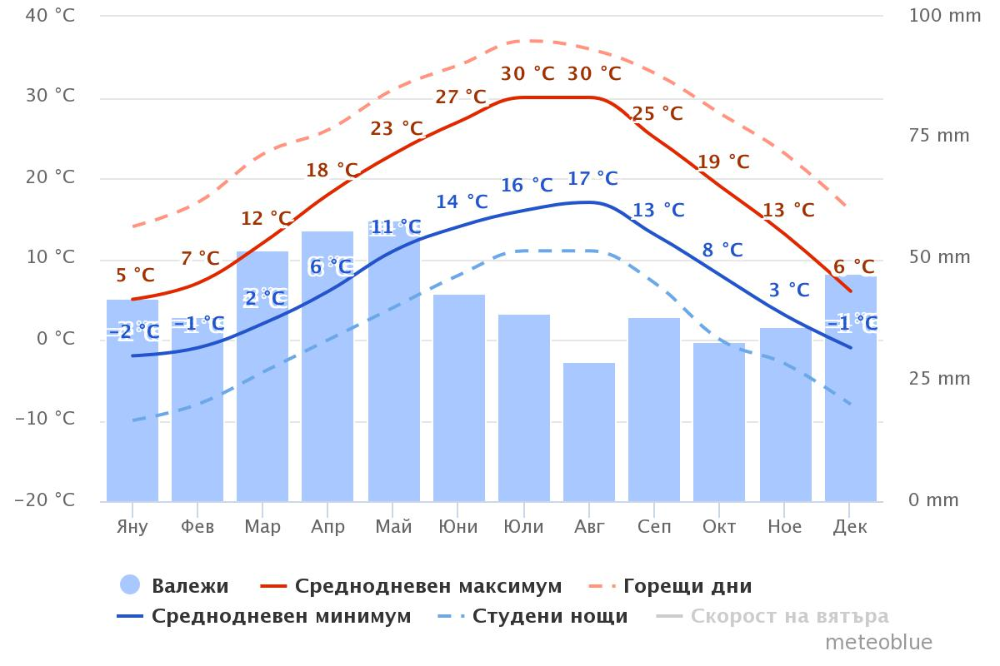 40 °C
100 mm
30 °C 30 °C
27 °C
30 °C
25 °C
23 °C
75 mm
18 °C
19 °C
20 °C
16 °C
17 °C
14 °C
13 °C
13 °C
12 °C
11 °C
8 °C
10 °C
50 mm
7 °C
6 °C
6 °C
5 °C
3 °C
2 °C
-2 °C
-1 °C
-1 °C
0 °C
25 mm
-10 °C
-20 °C
0 mm
Яну Фев Мар Апр Май Юни Юли Авг Сеп Окт Ное Дек
Валежи Среднодневен максимум Горещи дни
Среднодневен минимум Студени нощи Скорост на вятъра
meteoblue